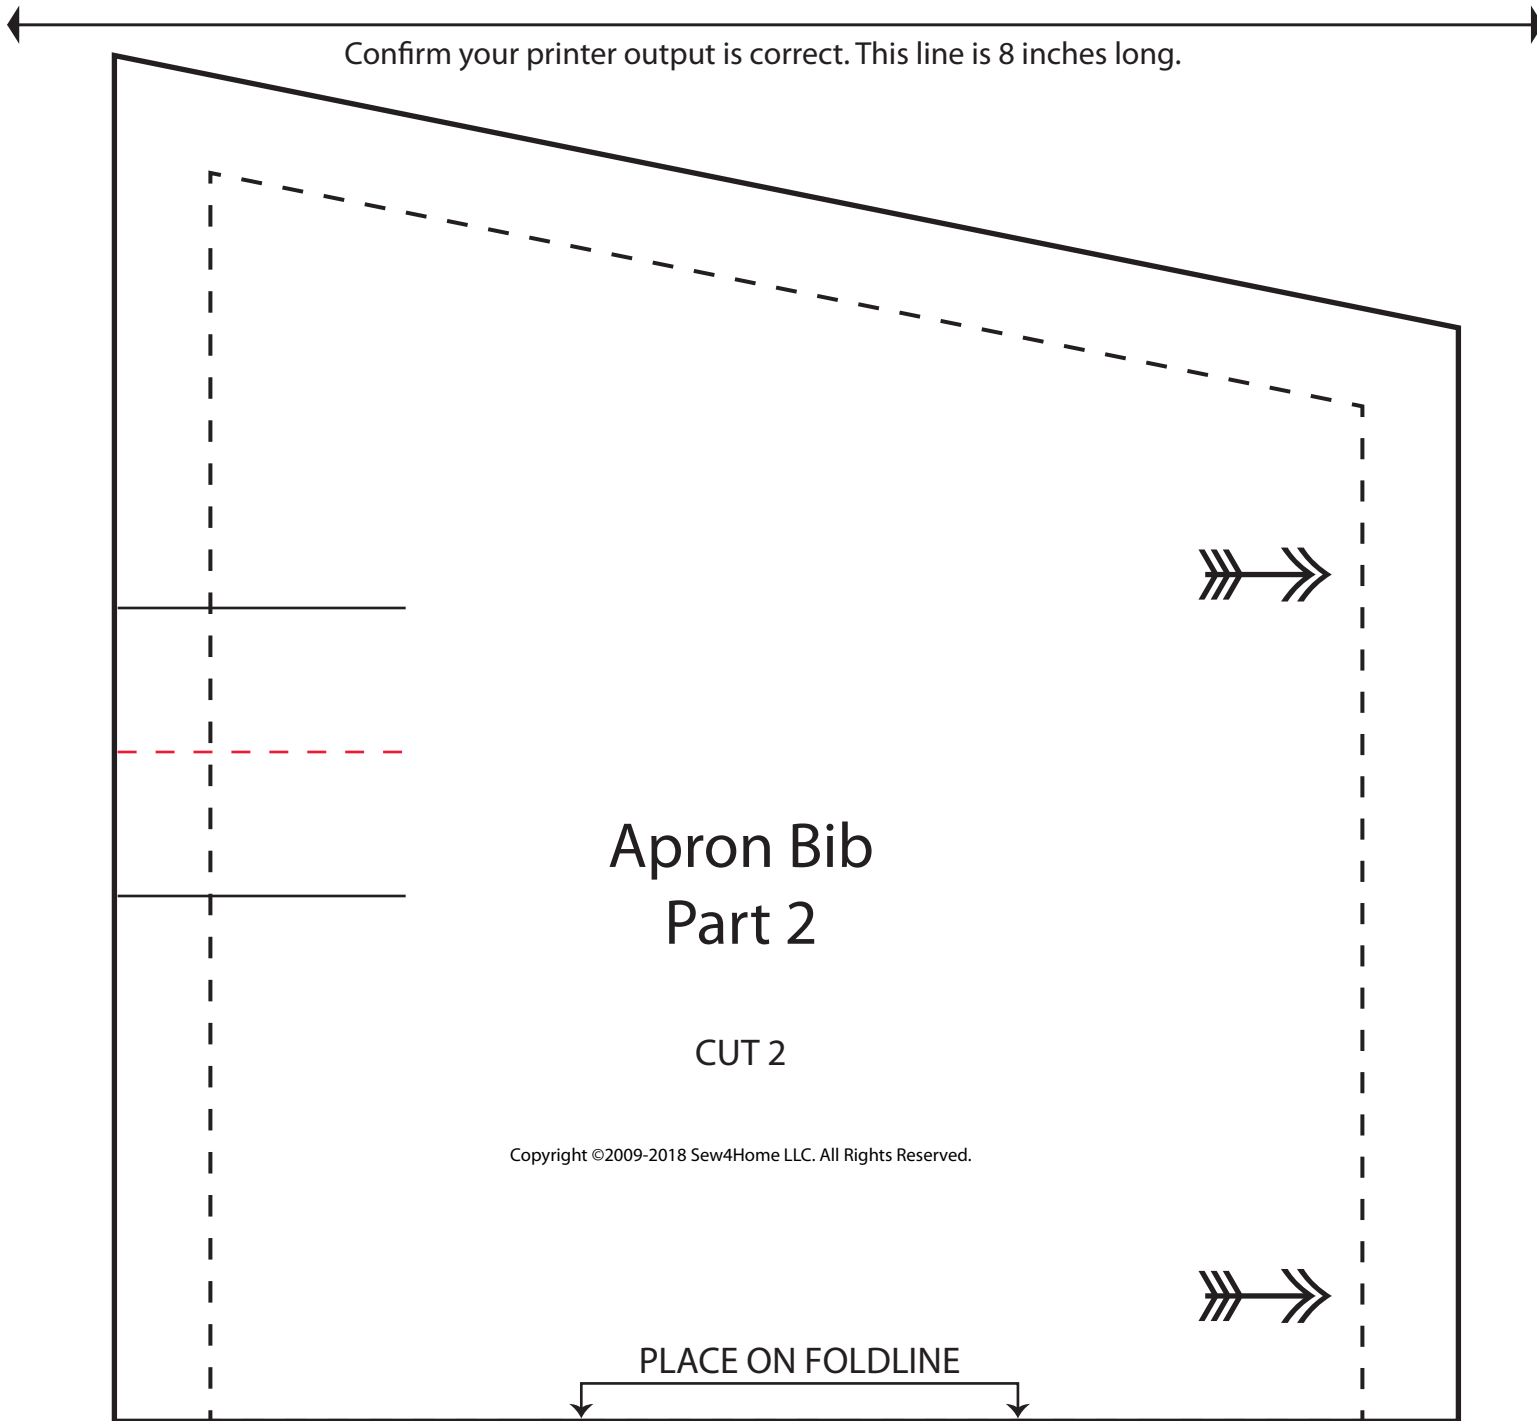 Confirm your printer output is correct. This line is 8 inches long.
Apron Bib
Part 2
CUT 2
Copyright ©2009-2018 Sew4Home LLC. All Rights Reserved.
PLACE ON FOLDLINE